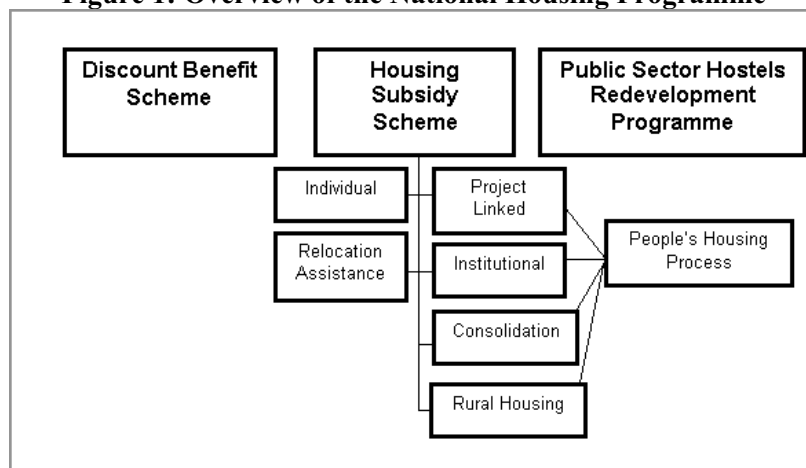 Figure 1: Overview of the National Housing Programme
Discount Benefit
Scheme
Housing
Subsidy
Scheme
Public Sector Hostels
Redevelopment
Programme
Individual
Project
Linked
People's Housing
Process
Relocation
Assistance
Institutional
Consolidation
Rural Housing